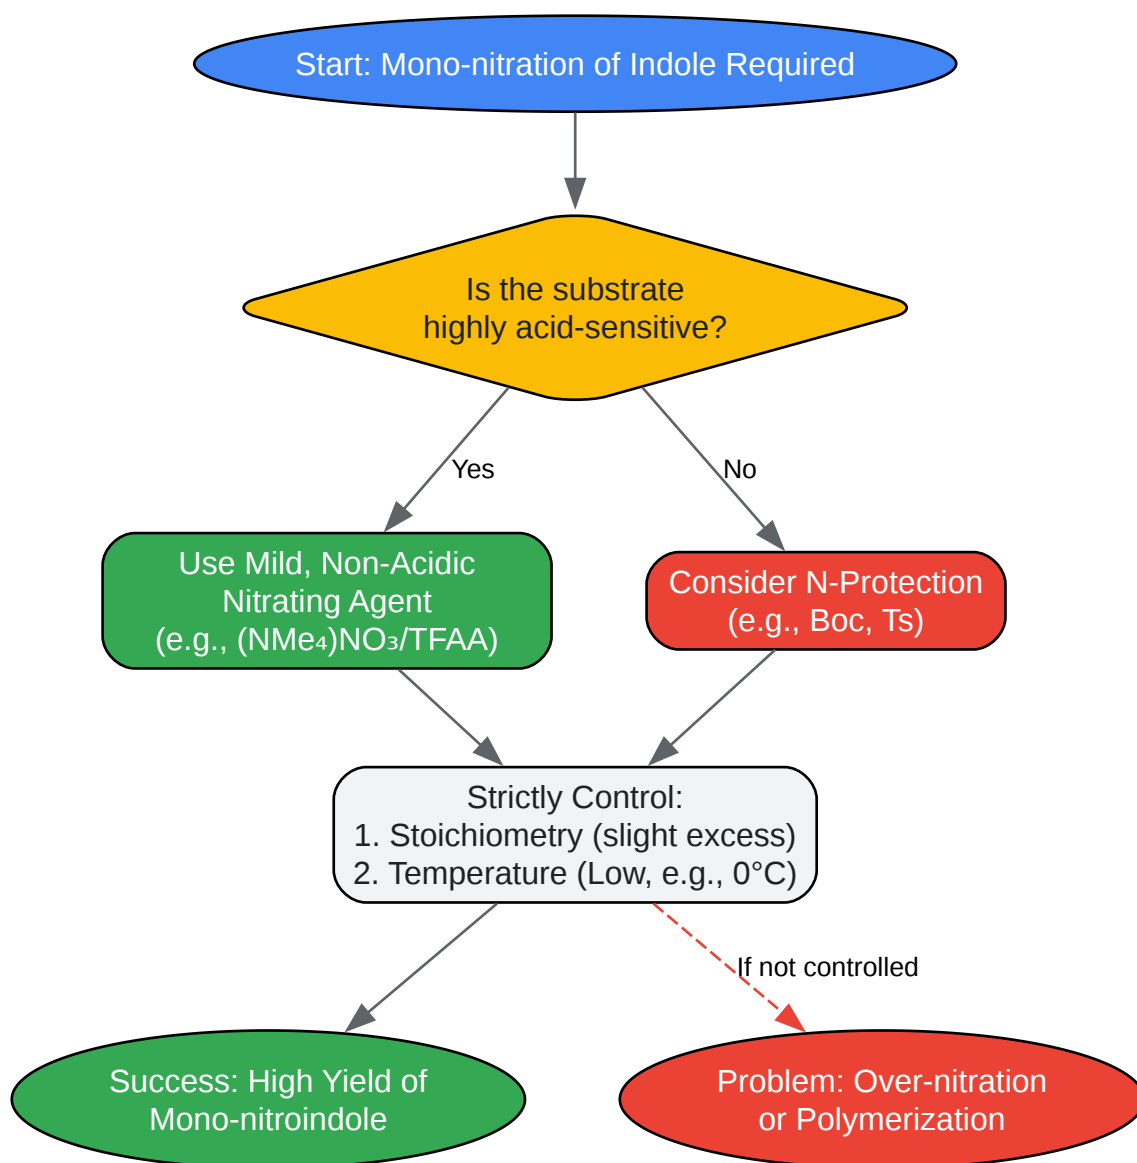 Start: Mono-nitration of Indole Required
Is the substrate
highly acid-sensitive?
Yes
No
Use Mild, Non-Acidic
Nitrating Agent
(e.g., (NMe₄)NO₃/TFAA)
Consider N-Protection
(e.g., Boc, Ts)
Strictly Control:
1. Stoichiometry (slight excess)
2. Temperature (Low, e.g., 0°C)
If not controlled
Success: High Yield of
Mono-nitroindole
Problem: Over-nitration
or Polymerization